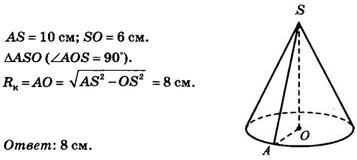 AS = 10 см; SO = 6 см.
ΔASO (∠AOS = 90°).
Rк = AO = √(AS² − OS²) = 8 см.
Ответ: 8 см.
S
O
A